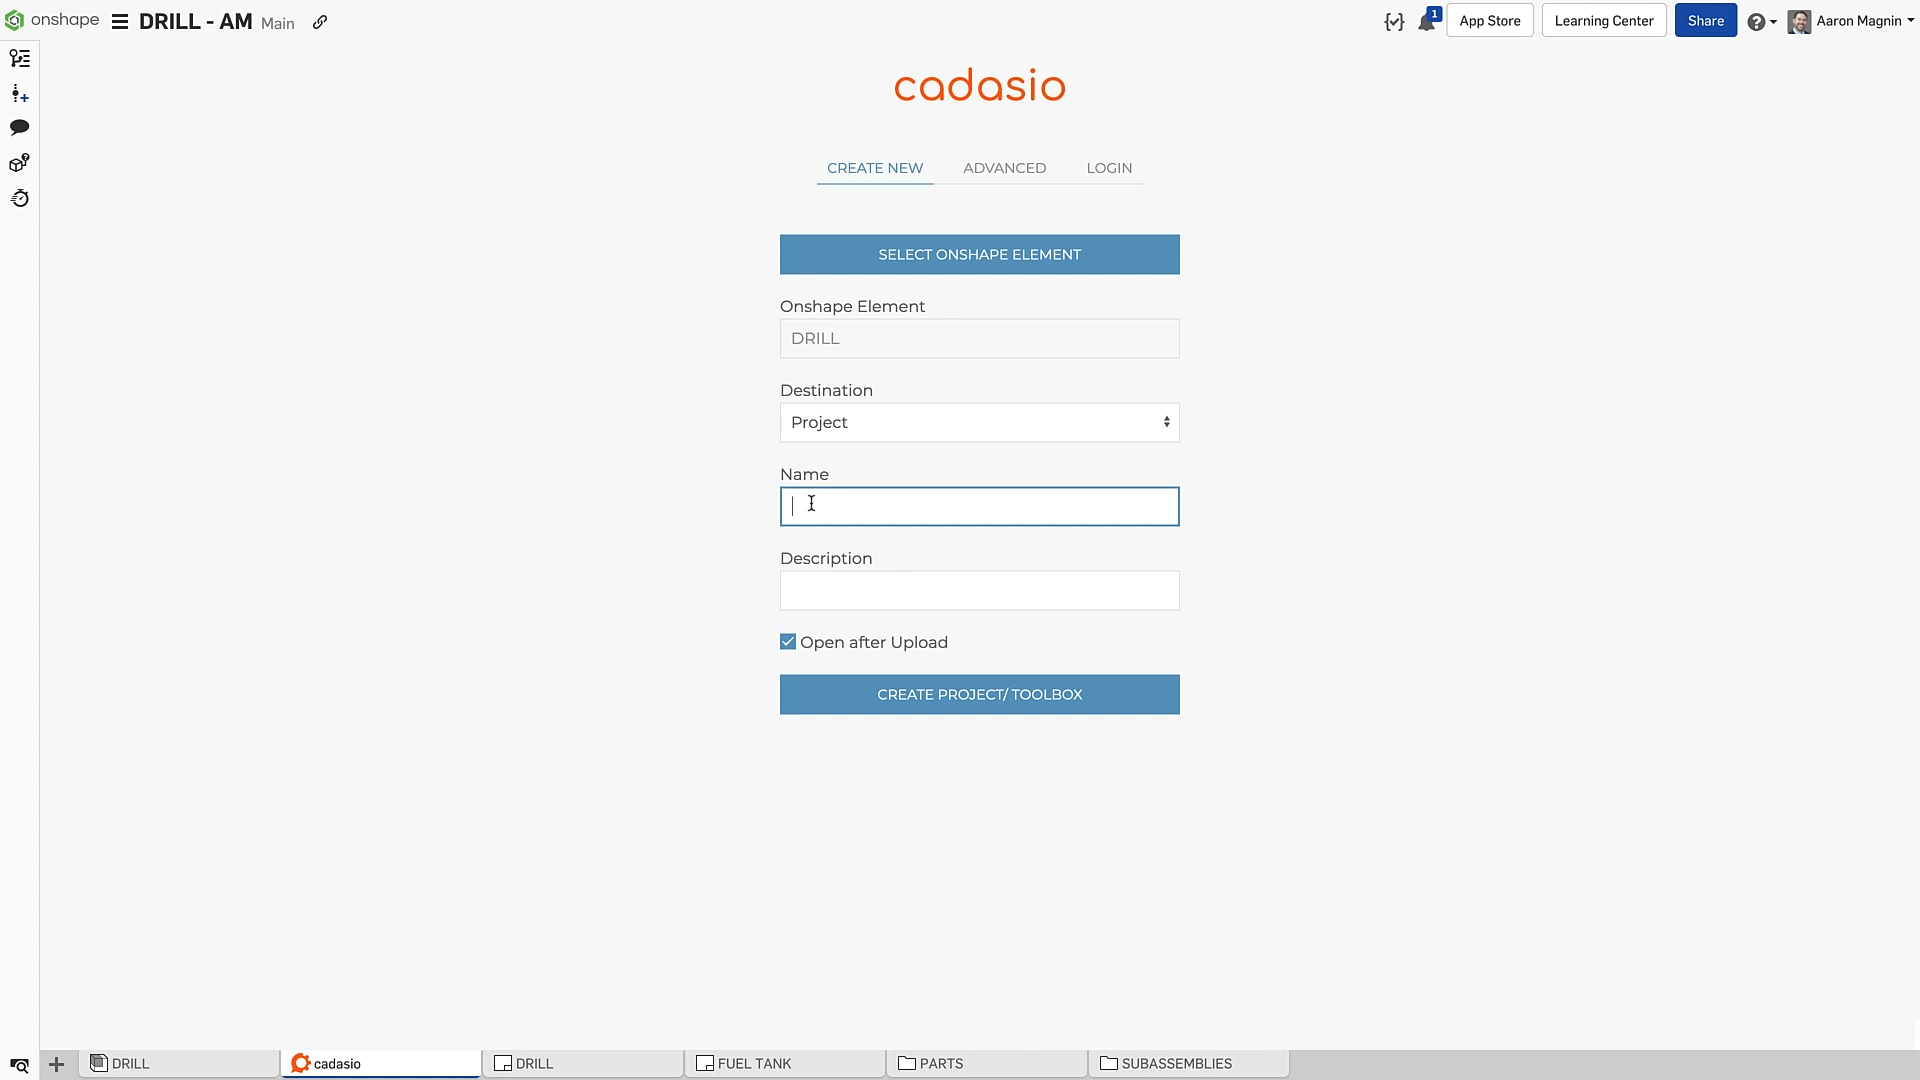 onshape DRILL - AM Main 1 App Store Learning Center Share Aaron Magnin
cadasio
CREATE NEW ADVANCED LOGIN
SELECT ONSHAPE ELEMENT
Onshape Element
DRILL
Destination
Project
Name
Description
Open after Upload
CREATE PROJECT/ TOOLBOX
DRILL cadasio DRILL FUEL TANK PARTS SUBASSEMBLIES